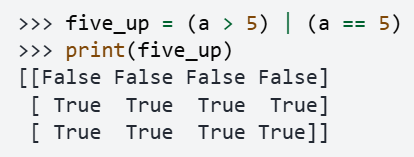 >>> five_up = (a > 5) | (a == 5)
>>> print(five_up)
[[False False False False]
 [ True  True  True  True]
 [ True  True  True True]]